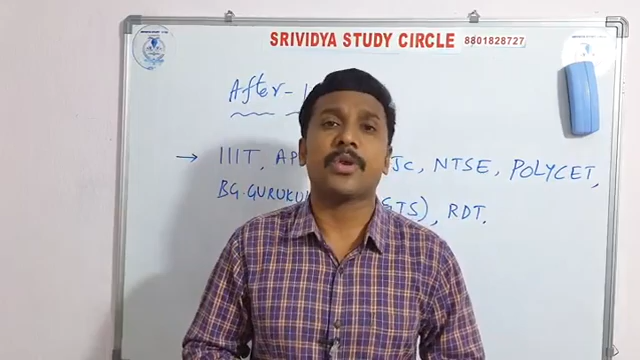 SRIVIDYA STUDY CIRCLE 8801828727
After -
→ IIIT, AP JC, NTSE, POLYCET,
BG. GURUKU TS), RDT.